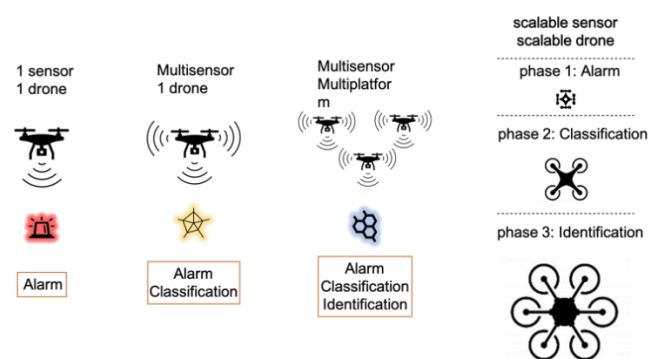 1 sensor
1 drone
Alarm
Multisensor
1 drone
Alarm
Classification
Multisensor
Multiplatfor
m
Alarm
Classification
Identification
scalable sensor
scalable drone
phase 1: Alarm
phase 2: Classification
phase 3: Identification